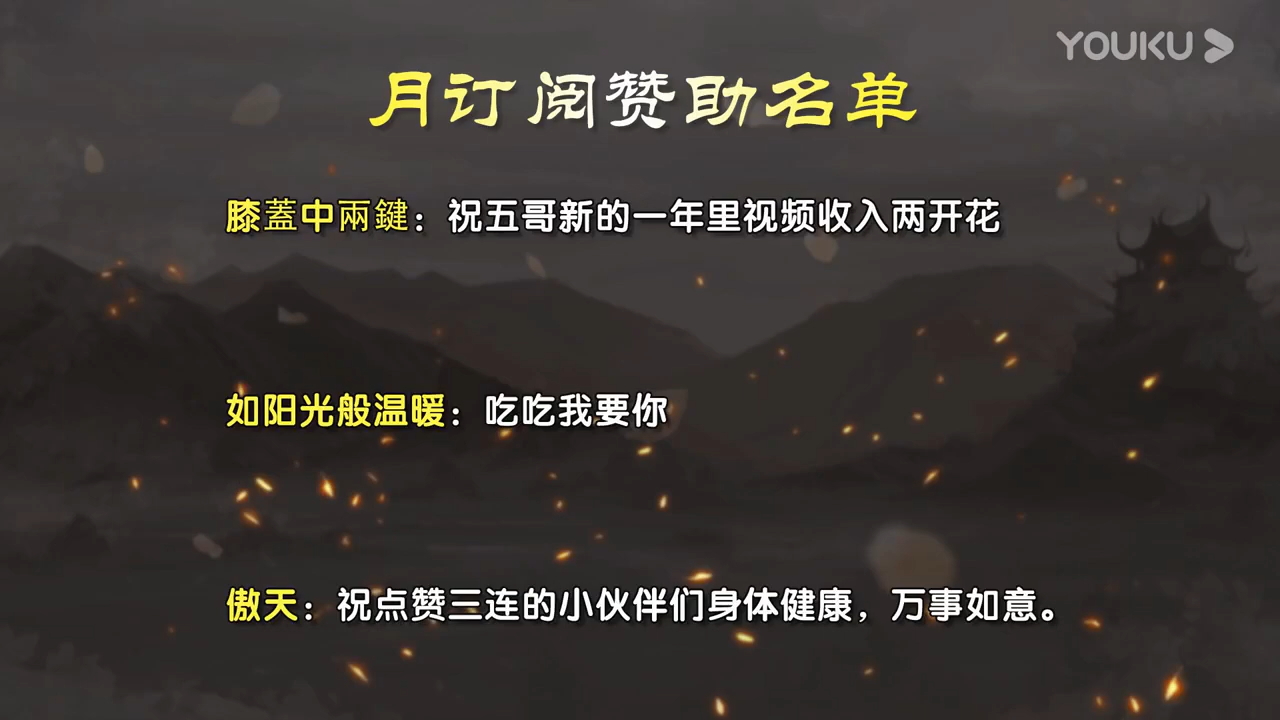 YOUKU
月订阅赞助名单
膝蓋中兩鍵：祝五哥新的一年里视频收入两开花
如阳光般温暖：吃吃我要你
傲天：祝点赞三连的小伙伴们身体健康，万事如意。